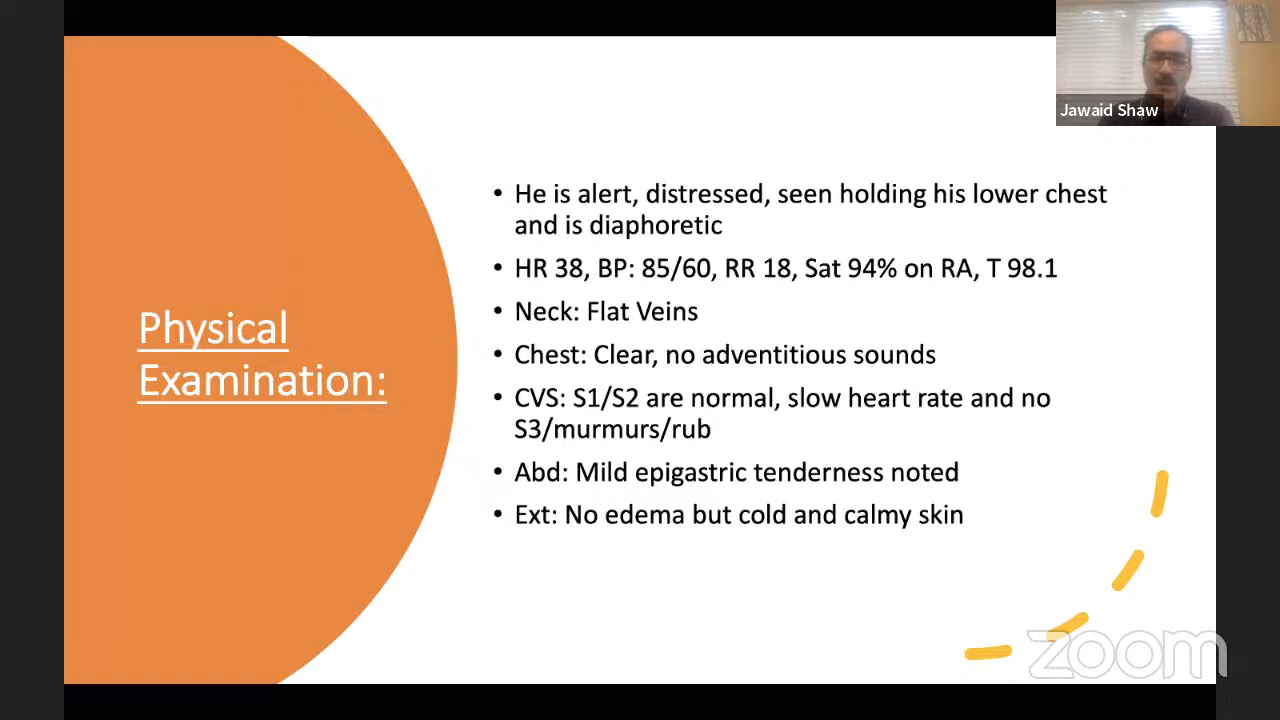 Jawaid Shaw
Physical
Examination:
• He is alert, distressed, seen holding his lower chest
and is diaphoretic
• HR 38, BP: 85/60, RR 18, Sat 94% on RA, T 98.1
• Neck: Flat Veins
• Chest: Clear, no adventitious sounds
• CVS: S1/S2 are normal, slow heart rate and no
S3/murmurs/rub
• Abd: Mild epigastric tenderness noted
• Ext: No edema but cold and calmy skin
zoom